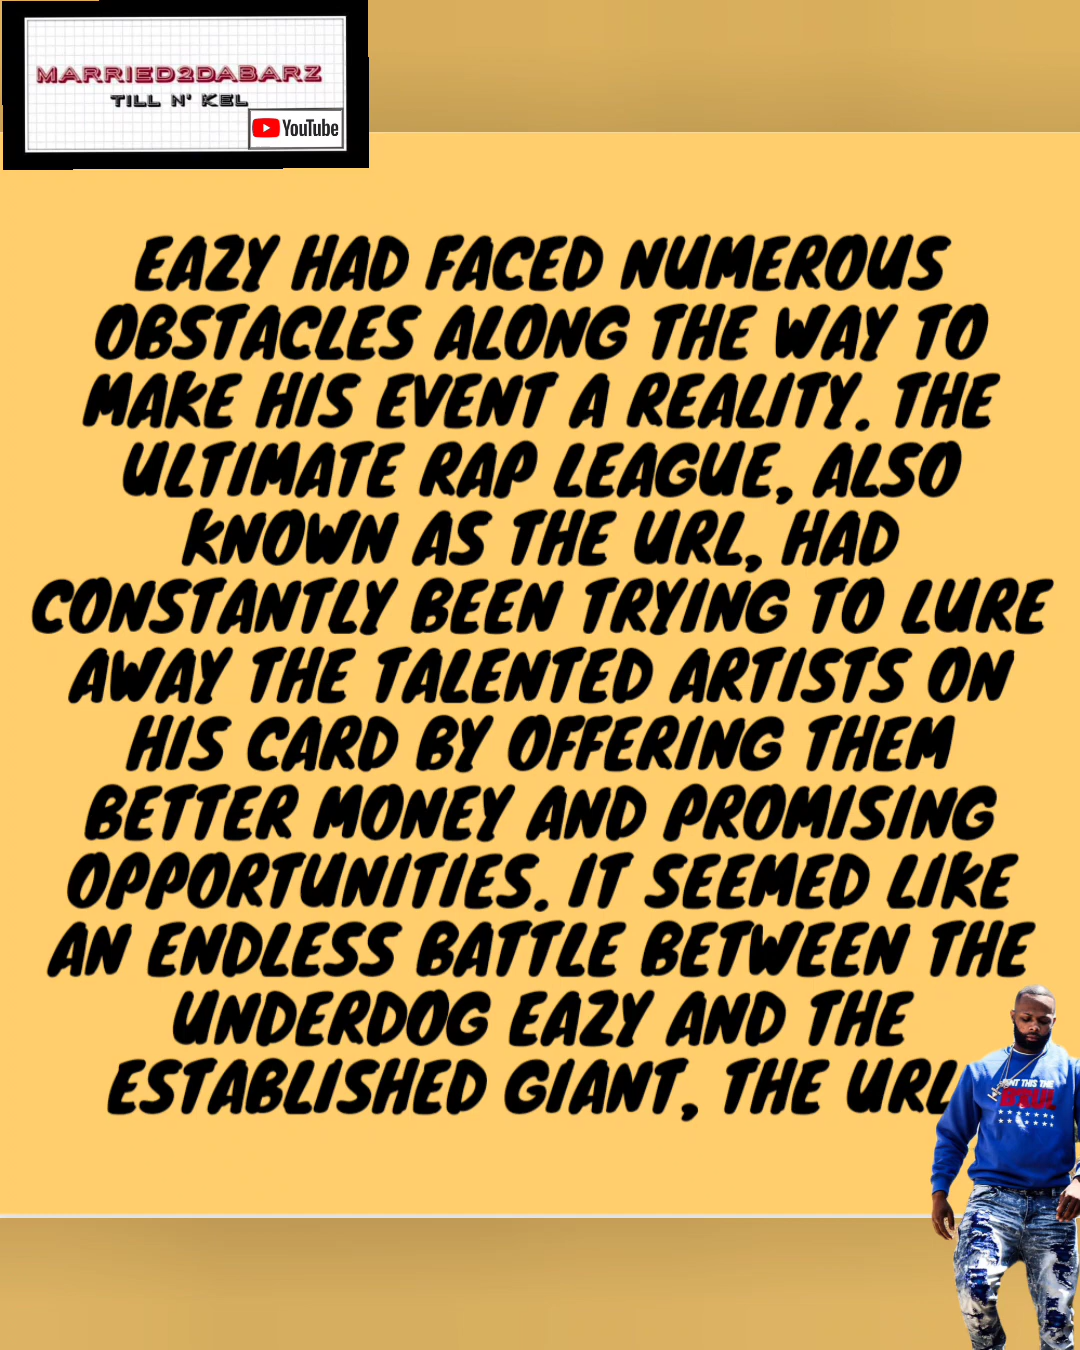 MARRIED2DABARZ
TILL N' KEL
YouTube
EAZY HAD FACED NUMEROUS
OBSTACLES ALONG THE WAY TO
MAKE HIS EVENT A REALITY. THE
ULTIMATE RAP LEAGUE, ALSO
KNOWN AS THE URL, HAD
CONSTANTLY BEEN TRYING TO LURE
AWAY THE TALENTED ARTISTS ON
HIS CARD BY OFFERING THEM
BETTER MONEY AND PROMISING
OPPORTUNITIES. IT SEEMED LIKE
AN ENDLESS BATTLE BETWEEN THE
UNDERDOG EAZY AND THE
ESTABLISHED GIANT, THE URL
THIS THE